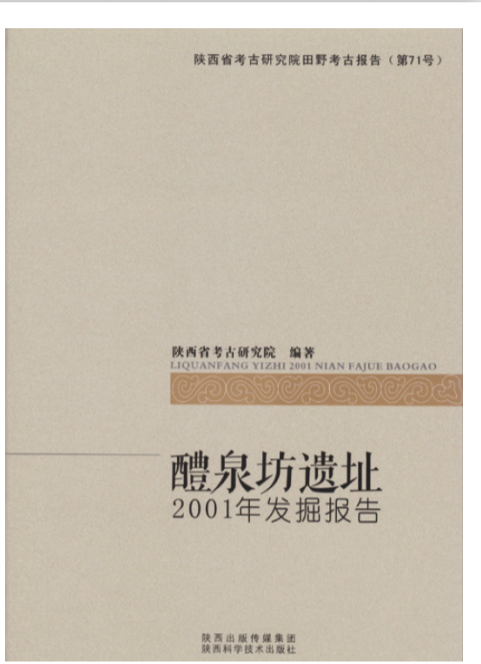 陕西省考古研究院田野考古报告（第71号）
陕西省考古研究院 编著
LIQUANFANG YIZHI 2001 NIAN FAJUE BAOGAO
醴泉坊遗址
2001年发掘报告
陕西出版传媒集团
陕西科学技术出版社